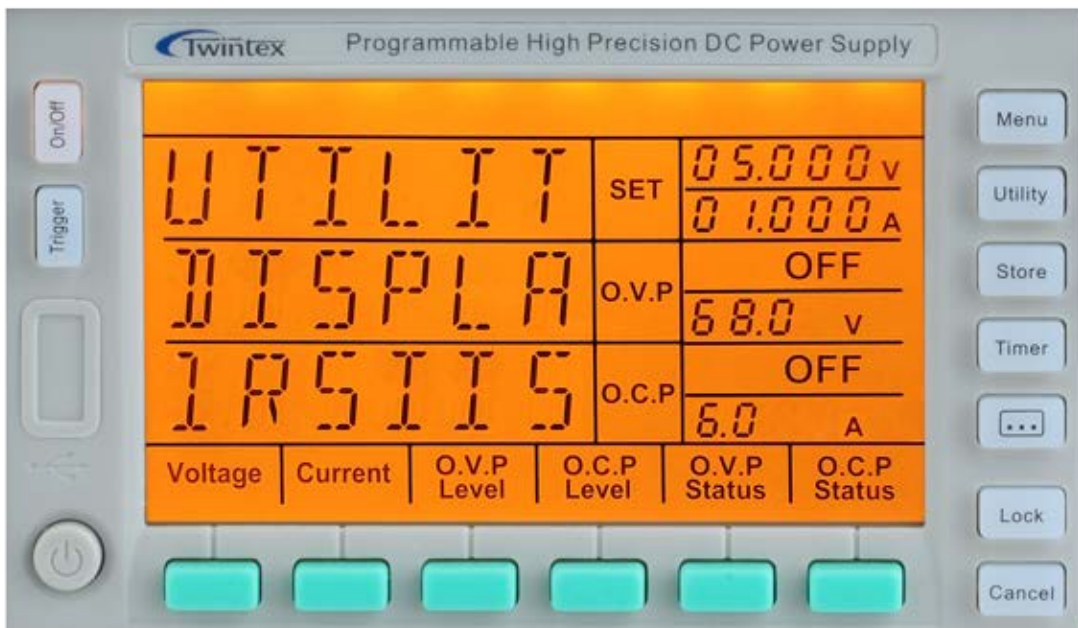 Twintex Programmable High Precision DC Power Supply
On/Off
Trigger
UTILIT SET 05.000 V
01.000 A
DISPLA O.V.P OFF
68.0 V
IRSIIS O.C.P OFF
6.0 A
Voltage Current O.V.P Level O.C.P Level O.V.P Status O.C.P Status
Menu
Utility
Store
Timer
...
Lock
Cancel